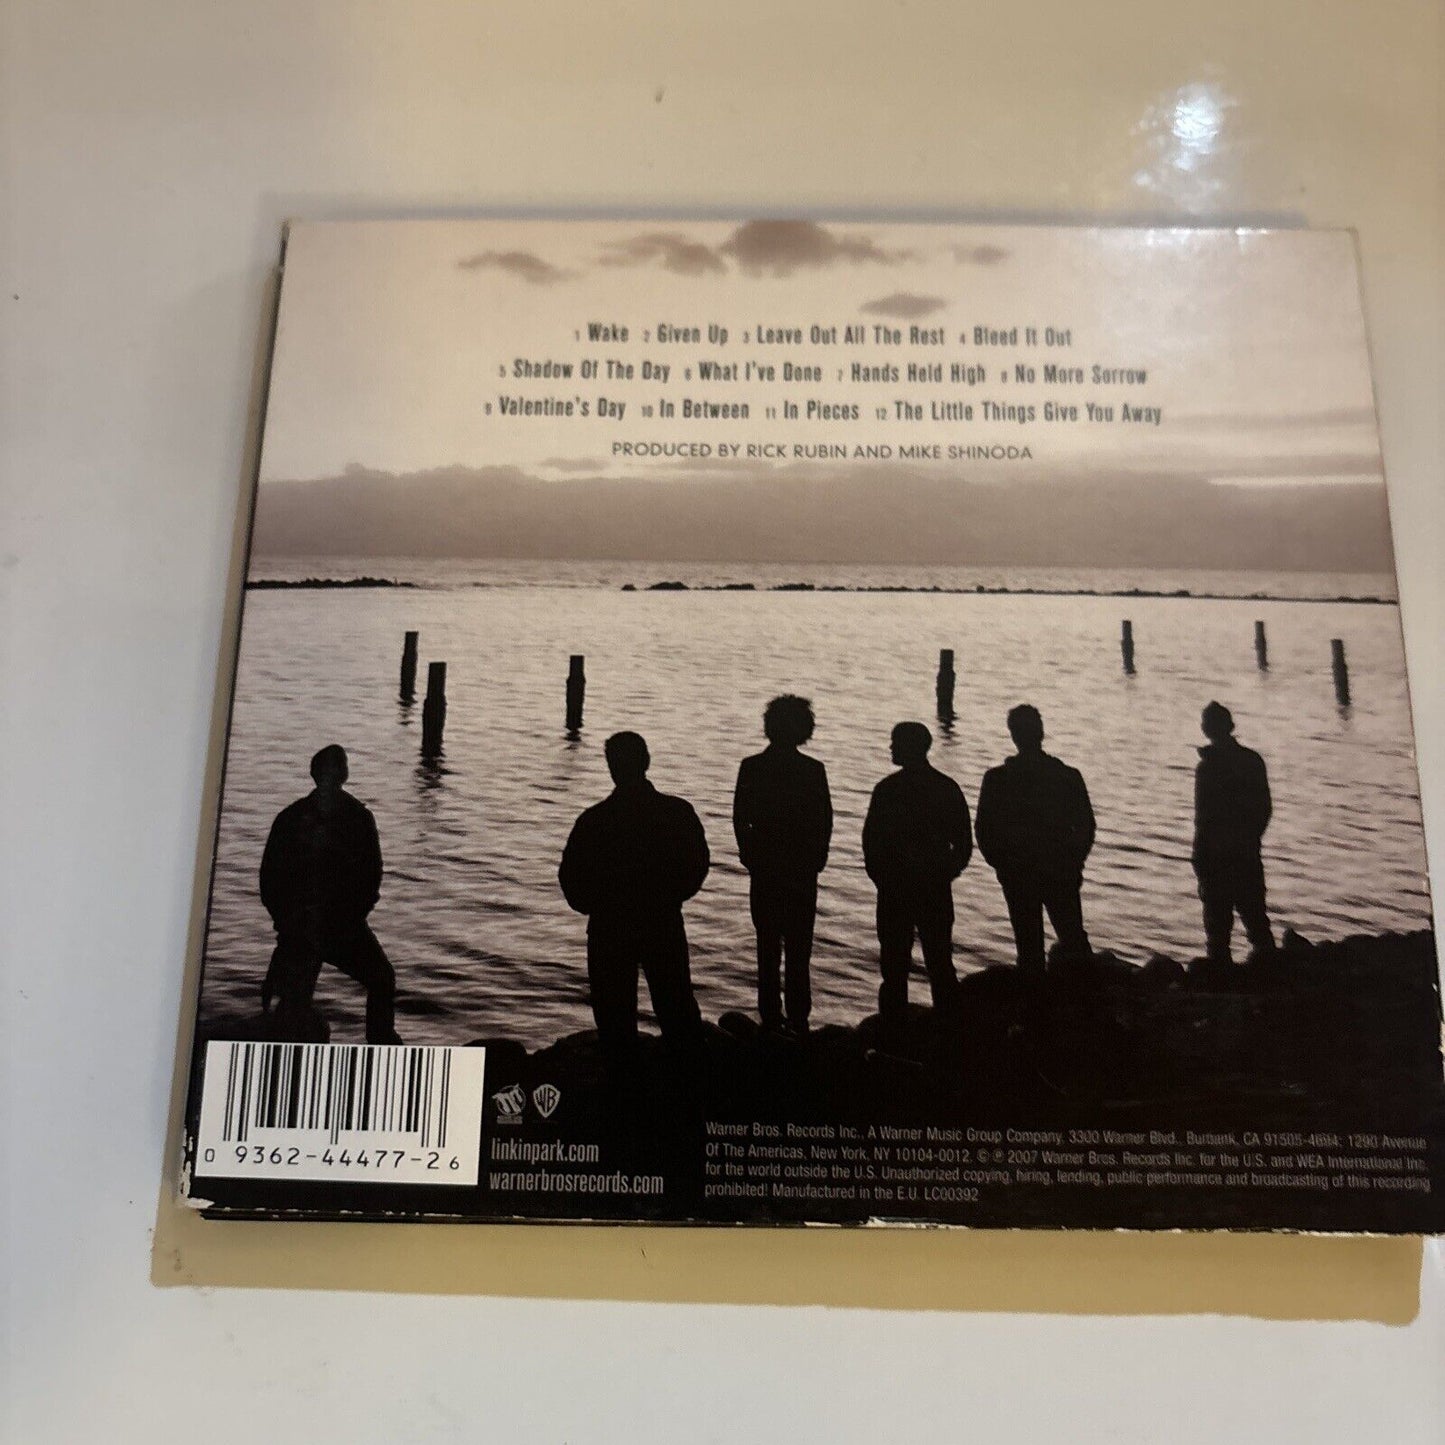 1 Wake 2 Given Up 3 Leave Out All The Rest 4 Bleed It Out
5 Shadow Of The Day 6 What I've Done 7 Hands Held High 8 No More Sorrow
9 Valentine's Day 10 In Between 11 In Pieces 12 The Little Things Give You Away
PRODUCED BY RICK RUBIN AND MIKE SHINODA
0 93624-44477-2 6
WB
linkinpark.com
warnerbrosrecords.com
Warner Bros. Records Inc., A Warner Music Group Company, 3300 Warner Blvd., Burbank, CA 91505-4694; 1290 Avenue
Of The Americas, New York, NY 10104-0012. © ℗ 2007 Warner Bros. Records Inc. for the U.S. and WEA International Inc.
for the world outside the U.S. Unauthorized copying, hiring, lending, public performance and broadcasting of this recording
prohibited! Manufactured in the E.U. LC00392